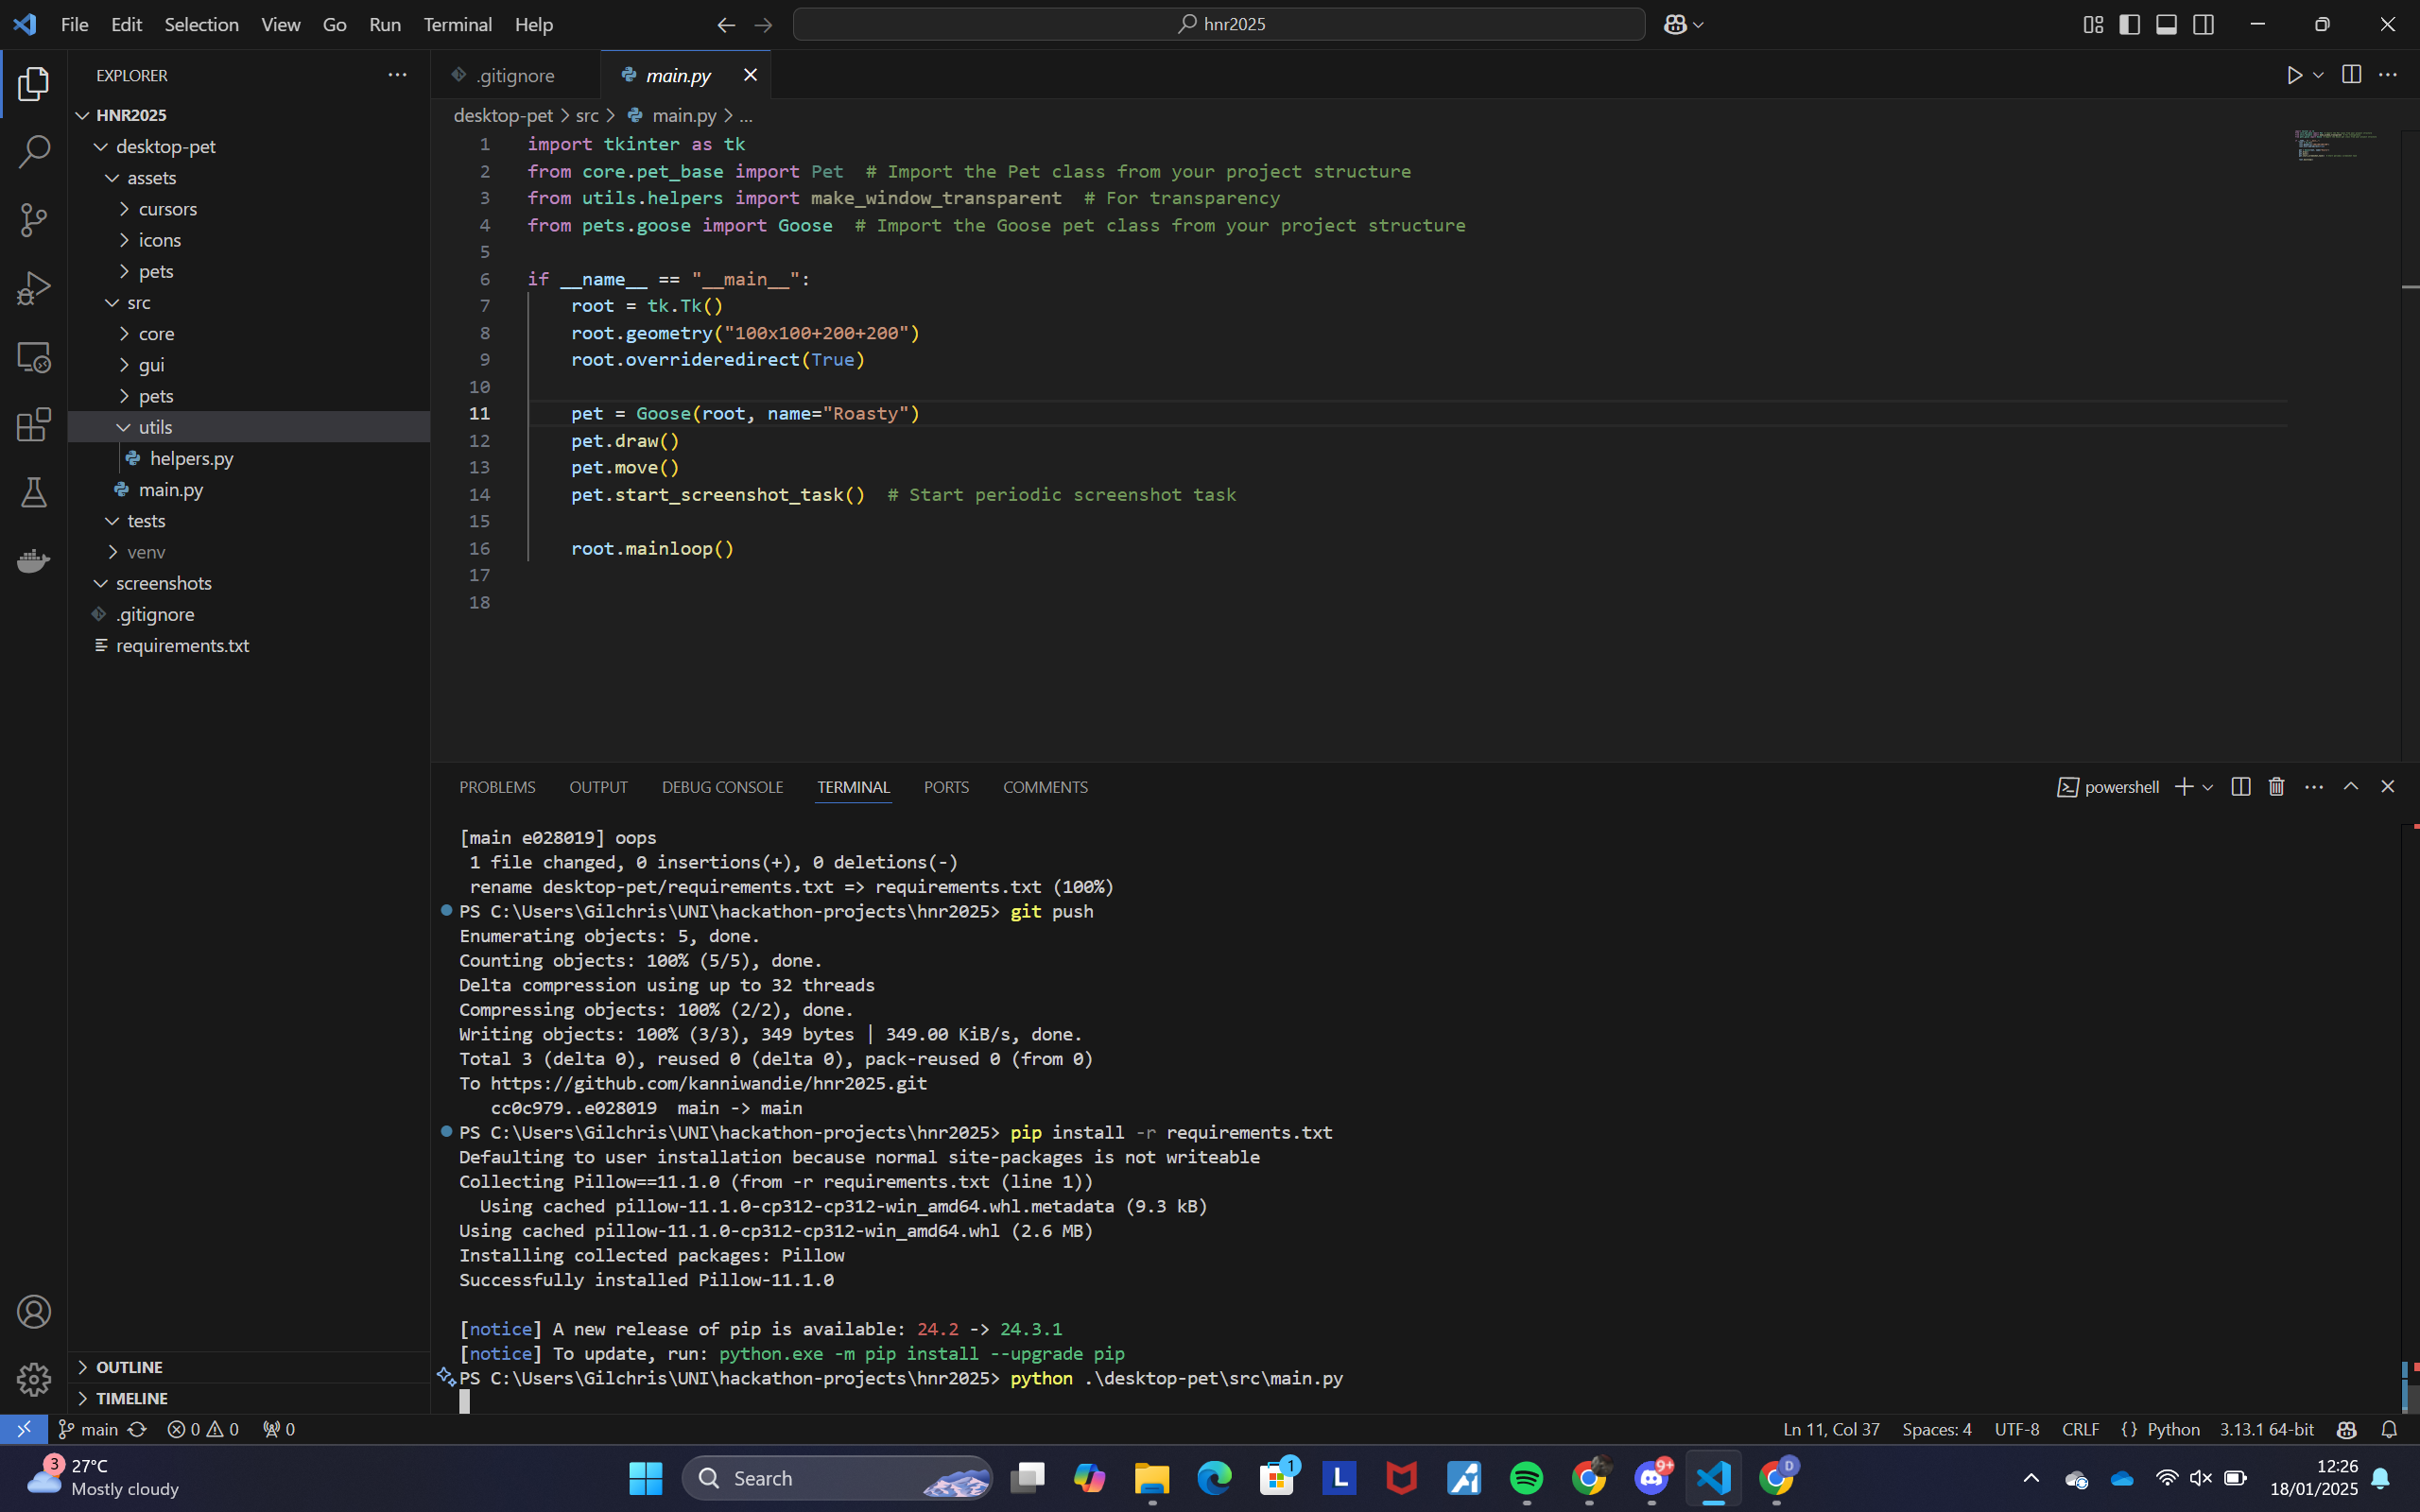 File Edit Selection View Go Run Terminal Help
hnr2025
EXPLORER
HNR2025
desktop-pet
assets
cursors
icons
pets
src
core
gui
pets
utils
helpers.py
main.py
tests
venv
screenshots
.gitignore
requirements.txt
OUTLINE
TIMELINE
.gitignore
main.py
desktop-pet > src > main.py > ...
1 import tkinter as tk
2 from core.pet_base import Pet  # Import the Pet class from your project structure
3 from utils.helpers import make_window_transparent  # For transparency
4 from pets.goose import Goose  # Import the Goose pet class from your project structure
5
6 if __name__ == "__main__":
7     root = tk.Tk()
8     root.geometry("100x100+200+200")
9     root.overrideredirect(True)
10
11     pet = Goose(root, name="Roasty")
12     pet.draw()
13     pet.move()
14     pet.start_screenshot_task()  # Start periodic screenshot task
15
16     root.mainloop()
17
18
PROBLEMS OUTPUT DEBUG CONSOLE TERMINAL PORTS COMMENTS
powershell
[main e028019] oops
 1 file changed, 0 insertions(+), 0 deletions(-)
 rename desktop-pet/requirements.txt => requirements.txt (100%)
PS C:\Users\Gilchris\UNI\hackathon-projects\hnr2025> git push
Enumerating objects: 5, done.
Counting objects: 100% (5/5), done.
Delta compression using up to 32 threads
Compressing objects: 100% (2/2), done.
Writing objects: 100% (3/3), 349 bytes | 349.00 KiB/s, done.
Total 3 (delta 0), reused 0 (delta 0), pack-reused 0 (from 0)
To https://github.com/kanniwandie/hnr2025.git
   cc0c979..e028019  main -> main
PS C:\Users\Gilchris\UNI\hackathon-projects\hnr2025> pip install -r requirements.txt
Defaulting to user installation because normal site-packages is not writeable
Collecting Pillow==11.1.0 (from -r requirements.txt (line 1))
  Using cached pillow-11.1.0-cp312-cp312-win_amd64.whl.metadata (9.3 kB)
Using cached pillow-11.1.0-cp312-cp312-win_amd64.whl (2.6 MB)
Installing collected packages: Pillow
Successfully installed Pillow-11.1.0
[notice] A new release of pip is available: 24.2 -> 24.3.1
[notice] To update, run: python.exe -m pip install --upgrade pip
PS C:\Users\Gilchris\UNI\hackathon-projects\hnr2025> python .\desktop-pet\src\main.py
main 0 0 0
Ln 11, Col 37 Spaces: 4 UTF-8 CRLF {} Python 3.13.1 64-bit
3
27°C
Mostly cloudy
Search
1
L
9+
D
12:26
18/01/2025